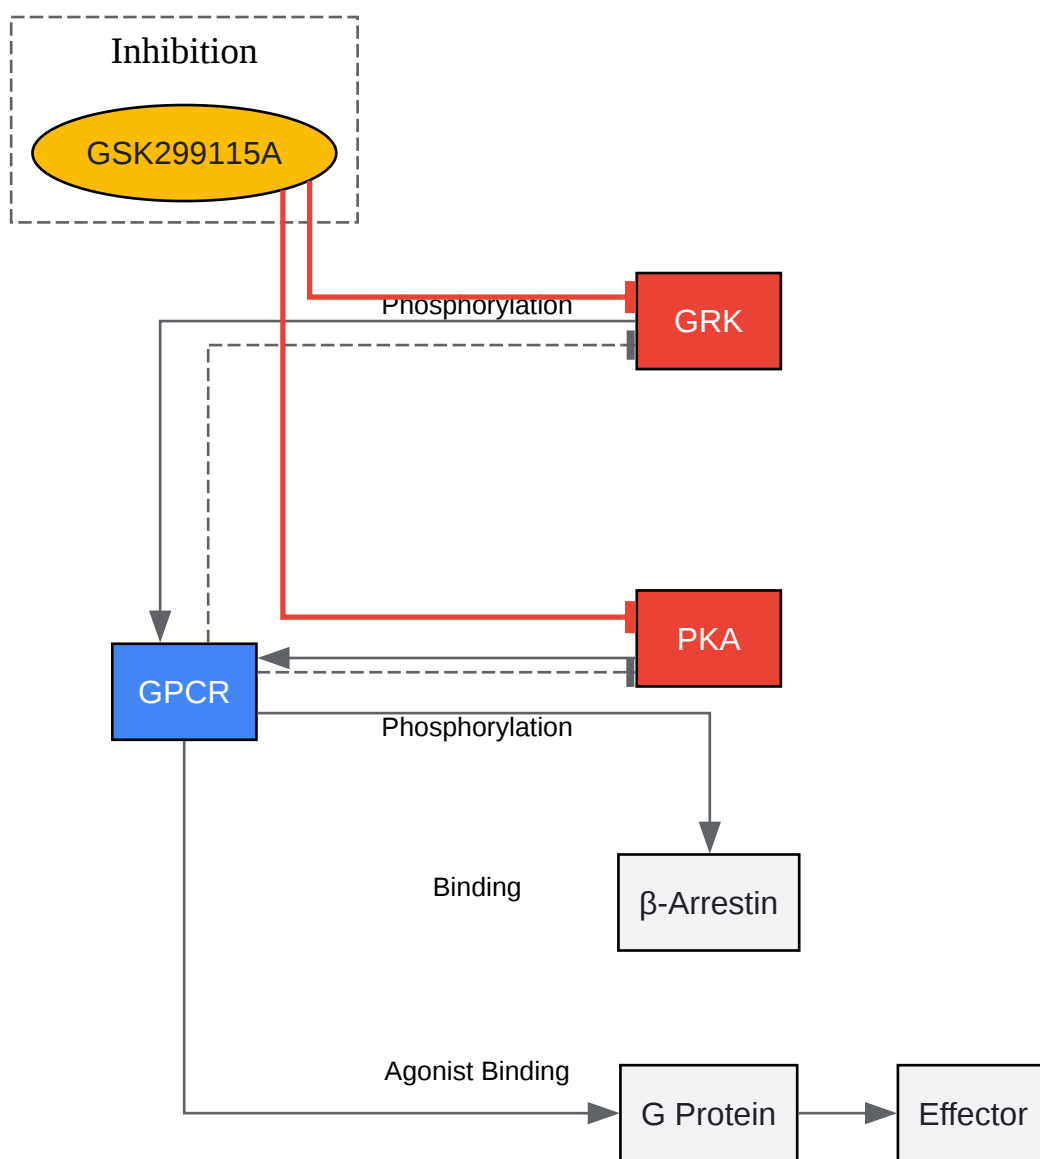 Inhibition
GSK299115A
Phosphorylation
GRK
PKA
GPCR
Phosphorylation
Binding
β-Arrestin
Agonist Binding
G Protein
Effector